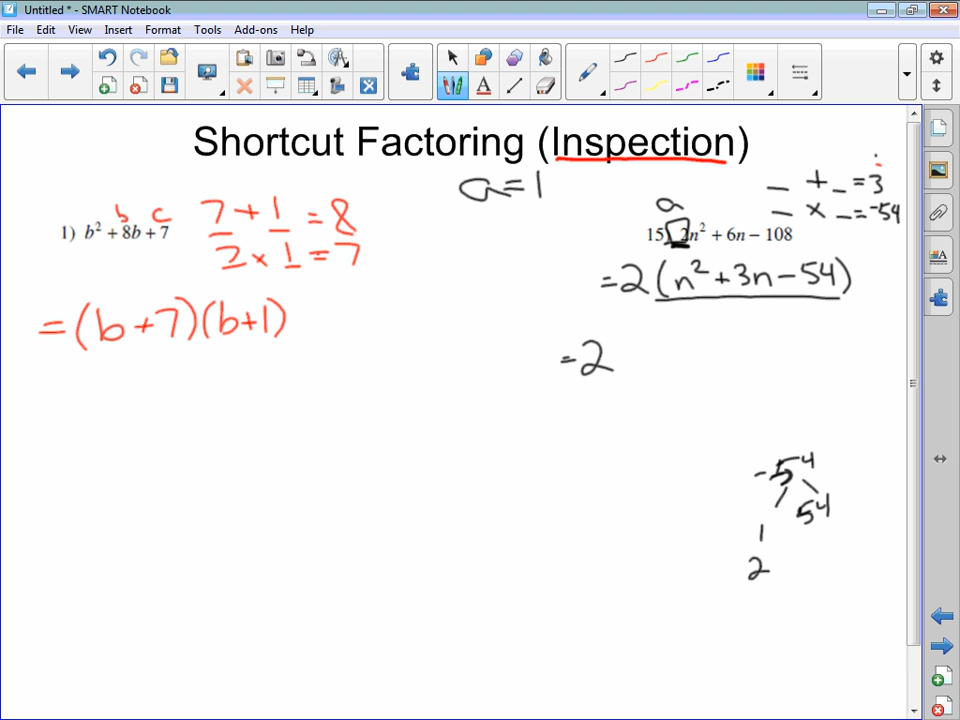 Untitled * - SMART Notebook
File Edit View Insert Format Tools Add-ons Help
Shortcut Factoring (Inspection)
a=1
1) b² + 8b + 7
b c
7 + 1 = 8
7 × 1 = 7
= (b+7)(b+1)
_ + _ = 3
_ × _ = -54
a
15) 2n² + 6n − 108
= 2 (n² + 3n − 54)
= 2
-54
54
1
2